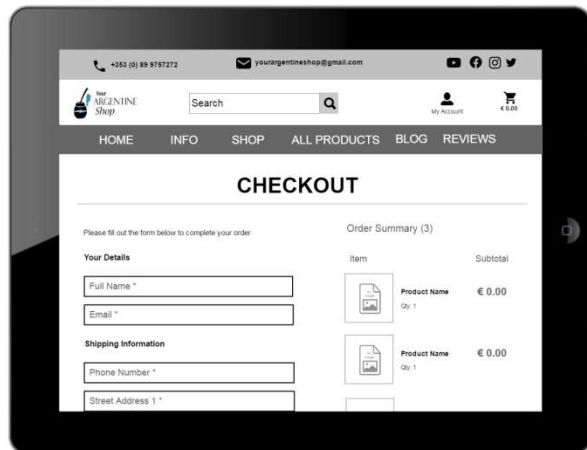 +353 (0) 89 9757272
yourargentineshop@gmail.com
Your
ARGENTINE
Shop
Search
My Account
€ 0.00
HOME INFO SHOP ALL PRODUCTS BLOG REVIEWS
CHECKOUT
Please fill out the form below to complete your order
Order Summary (3)
Your Details
Item Subtotal
Full Name *
Product Name € 0.00
Qty: 1
Email *
Shipping Information
Product Name € 0.00
Qty: 1
Phone Number *
Street Address 1 *